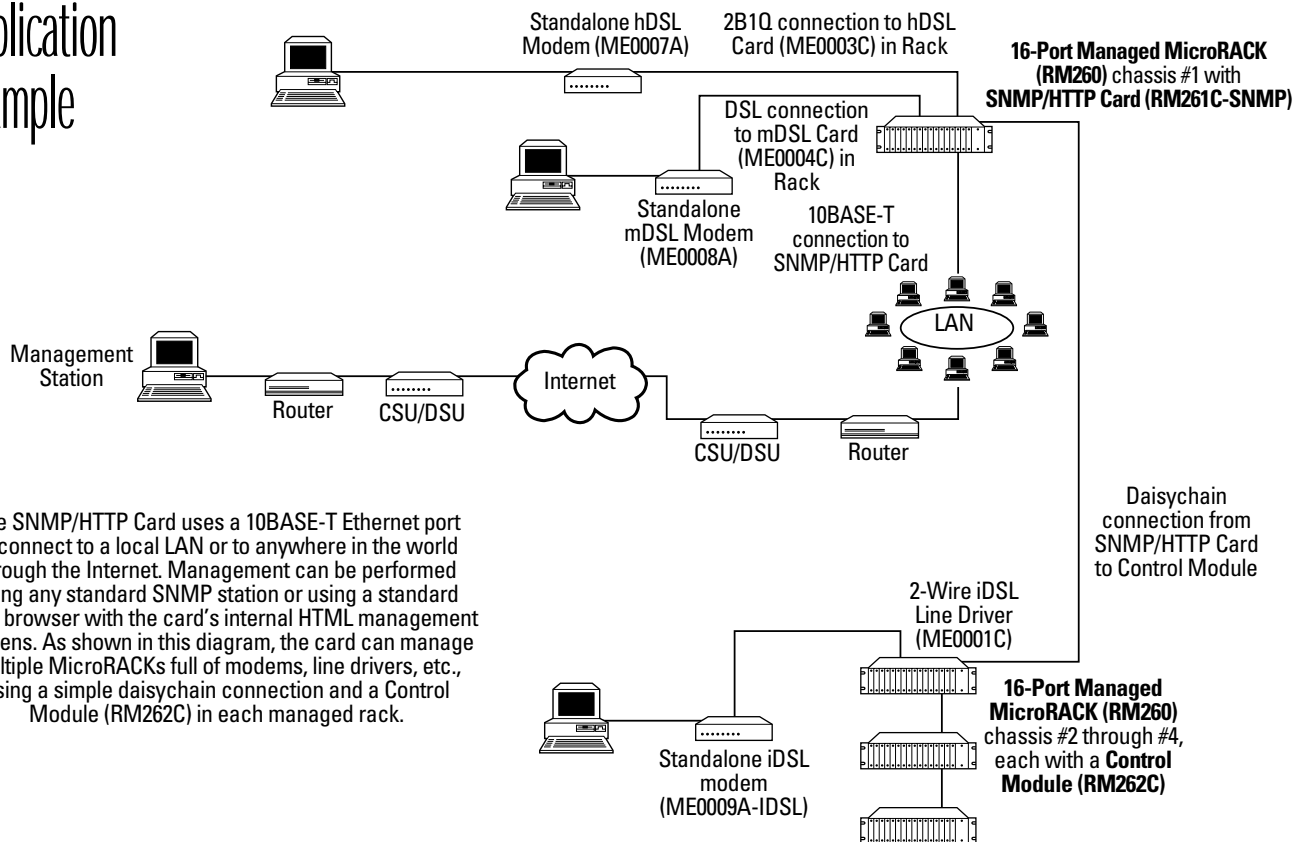 plication
ample
Standalone hDSL
Modem (ME0007A)
2B1Q connection to hDSL
Card (ME0003C) in Rack
16-Port Managed MicroRACK
(RM260) chassis #1 with
SNMP/HTTP Card (RM261C-SNMP)
DSL connection
to mDSL Card
(ME0004C) in
Rack
Standalone
mDSL Modem
(ME0008A)
10BASE-T
connection to
SNMP/HTTP Card
LAN
Management
Station
Router
CSU/DSU
Internet
CSU/DSU
Router
Daisychain
connection from
SNMP/HTTP Card
to Control Module
e SNMP/HTTP Card uses a 10BASE-T Ethernet port
connect to a local LAN or to anywhere in the world
rough the Internet. Management can be performed
ing any standard SNMP station or using a standard
browser with the card's internal HTML management
ens. As shown in this diagram, the card can manage
ltiple MicroRACKs full of modems, line drivers, etc.,
sing a simple daisychain connection and a Control
Module (RM262C) in each managed rack.
2-Wire iDSL
Line Driver
(ME0001C)
Standalone iDSL
modem
(ME0009A-IDSL)
16-Port Managed
MicroRACK (RM260)
chassis #2 through #4,
each with a Control
Module (RM262C)